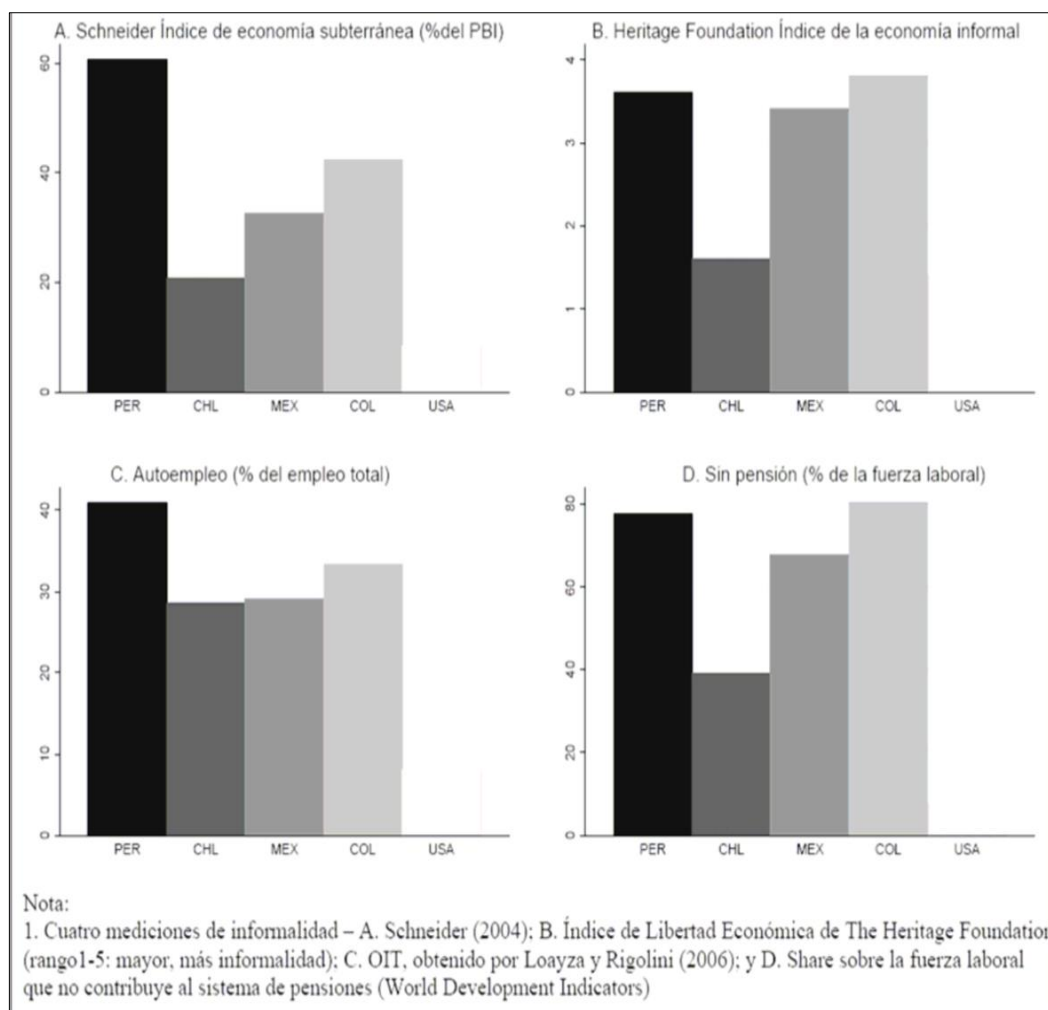 A. Schneider Índice de economía subterránea (%del PBI)
60
40
20
0
PER CHL MEX COL USA
B. Heritage Foundation Índice de la economía informal
4
3
2
1
0
PER CHL MEX COL USA
C. Autoempleo (% del empleo total)
40
30
20
10
0
PER CHL MEX COL USA
D. Sin pensión (% de la fuerza laboral)
80
60
40
20
0
PER CHL MEX COL USA
Nota:
1. Cuatro mediciones de informalidad – A. Schneider (2004); B. Índice de Libertad Económica de The Heritage Foundation
(rango1-5: mayor, más informalidad); C. OIT, obtenido por Loayza y Rigolini (2006); y D. Share sobre la fuerza laboral
que no contribuye al sistema de pensiones (World Development Indicators)